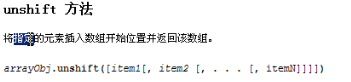 unshift 方法
将指定的元素插入数组开始位置并返回该数组。
arrayObj.unshift([item1[, item2 [, . . . [, itemN]]]])